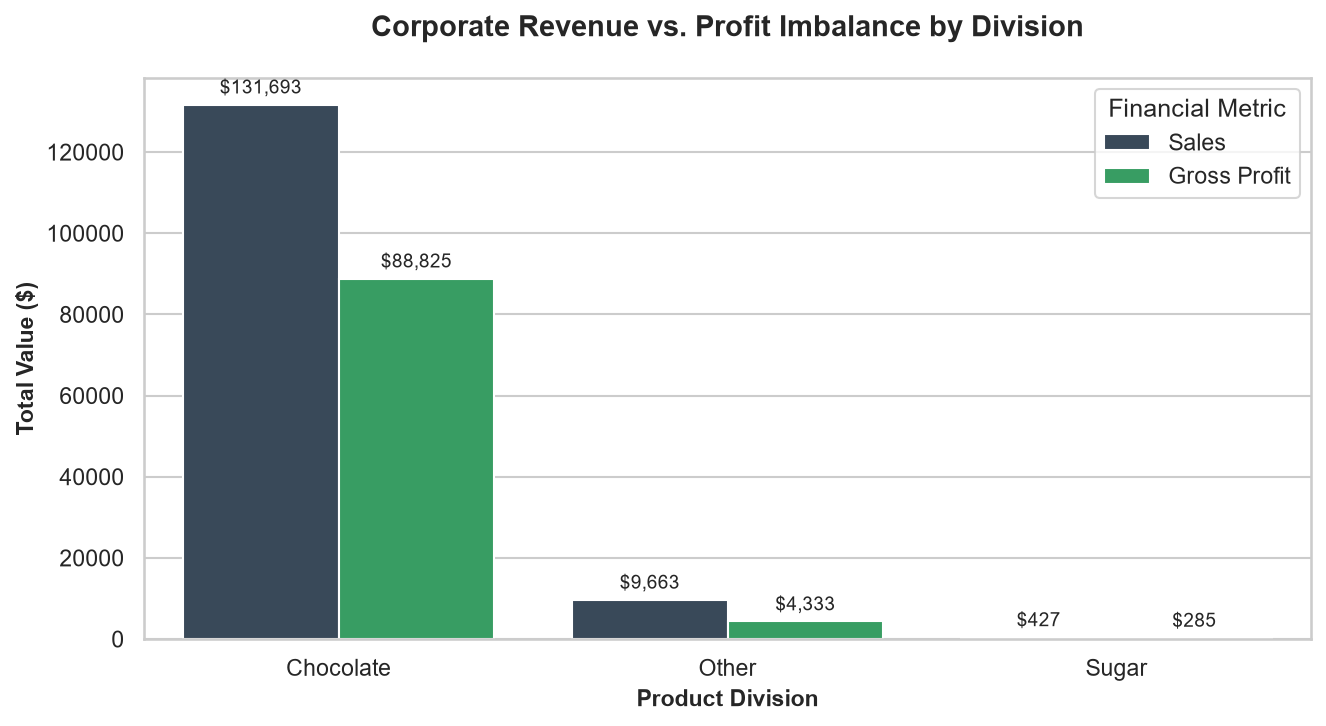 Corporate Revenue vs. Profit Imbalance by Division
$131,693
Financial Metric
Sales
Gross Profit
120000
100000
$88,825
80000
60000
40000
20000
$9,663
$4,333
$427
$285
0
Total Value ($)
Chocolate
Other
Sugar
Product Division